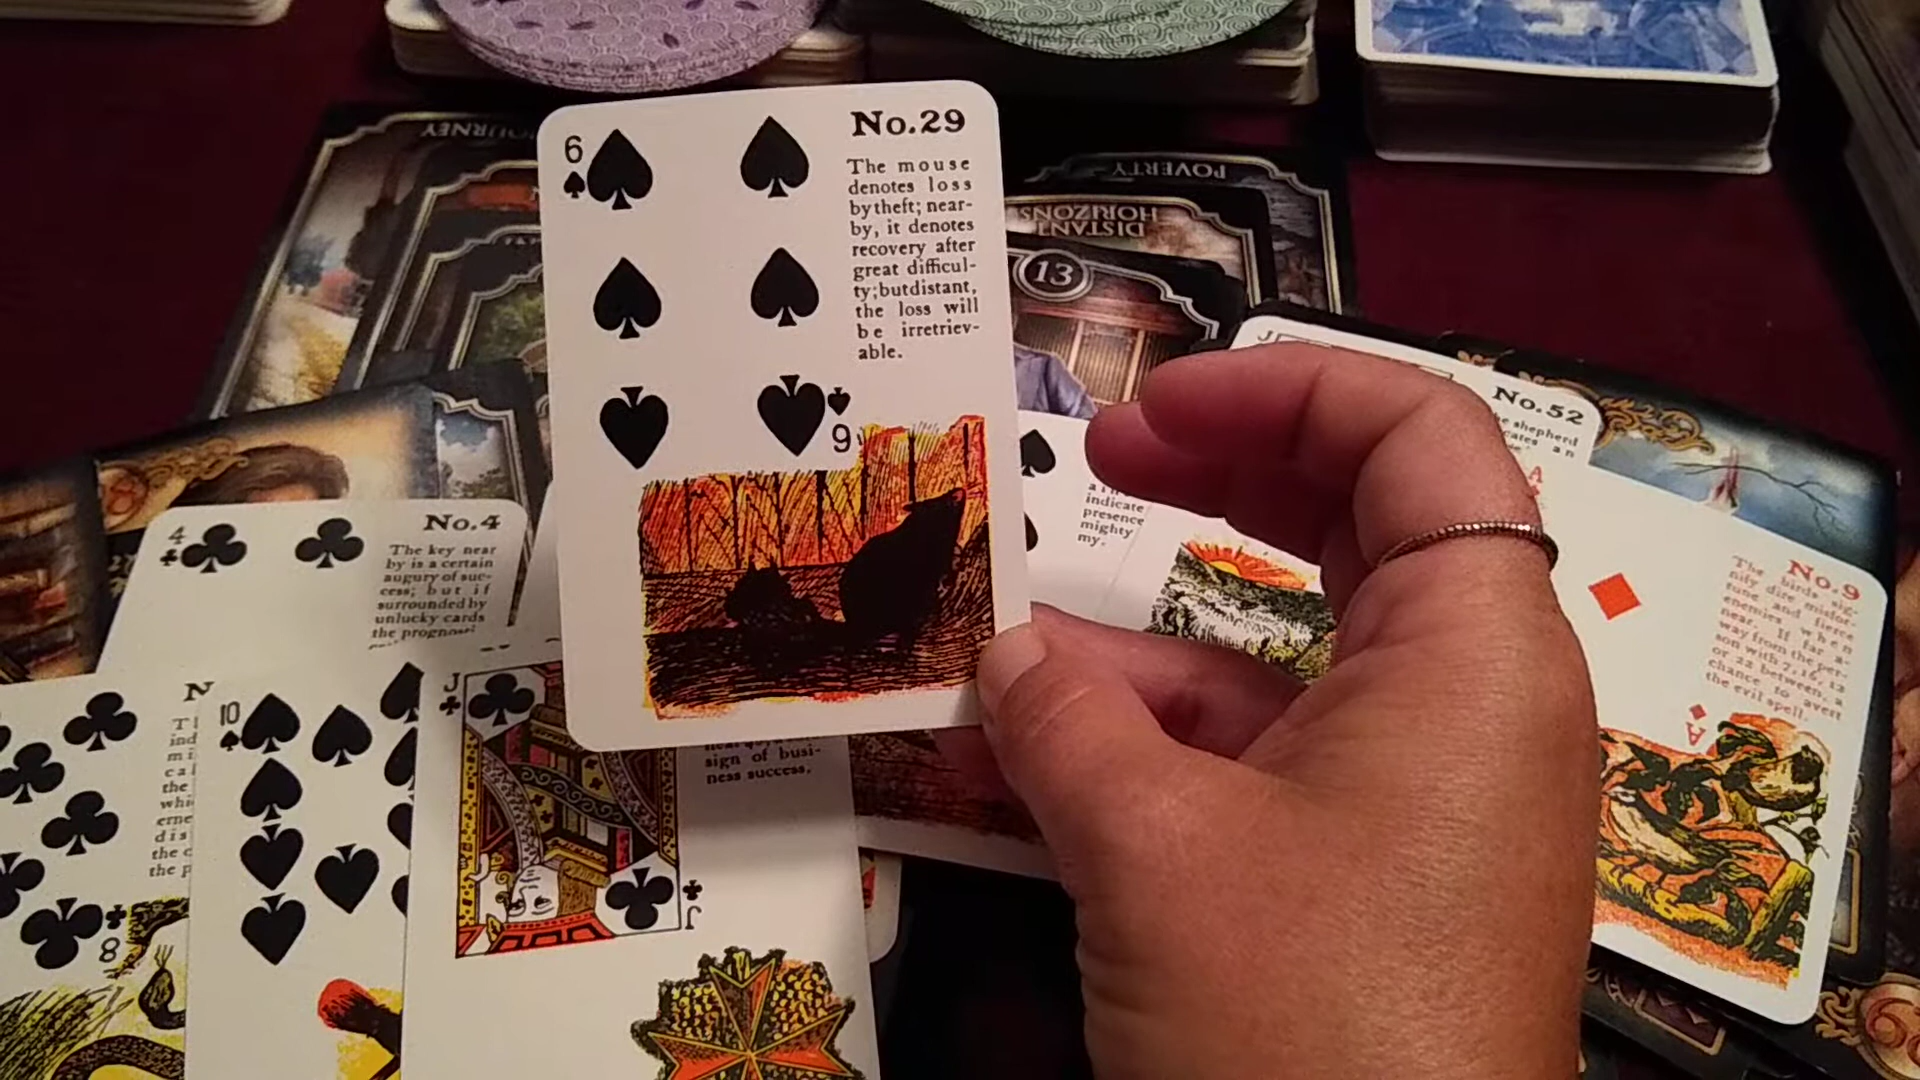 JOURNEY
POVERTY
DISTANT
HORIZONS
13
6
No.29
The mouse
denotes loss
by theft; near-
by, it denotes
recovery after
great difficul-
ty;but distant,
the loss will
be irretriev-
able.
6
J
No.52
the shepherd
A
indicate
presence
mighty
my.
No.9
The birds sig-
nify dire misfor-
tune and fierce
enemies when
near. If far a-
way from the per-
son with 7, 16, 12
or 22 between, a
chance to avert
the evil spell.
A
8
4
No.4
The key near
by is a certain
augury of suc-
cess; but if
surrounded by
unlucky cards
the
8
10
J
sign of busi-
ness success.
J